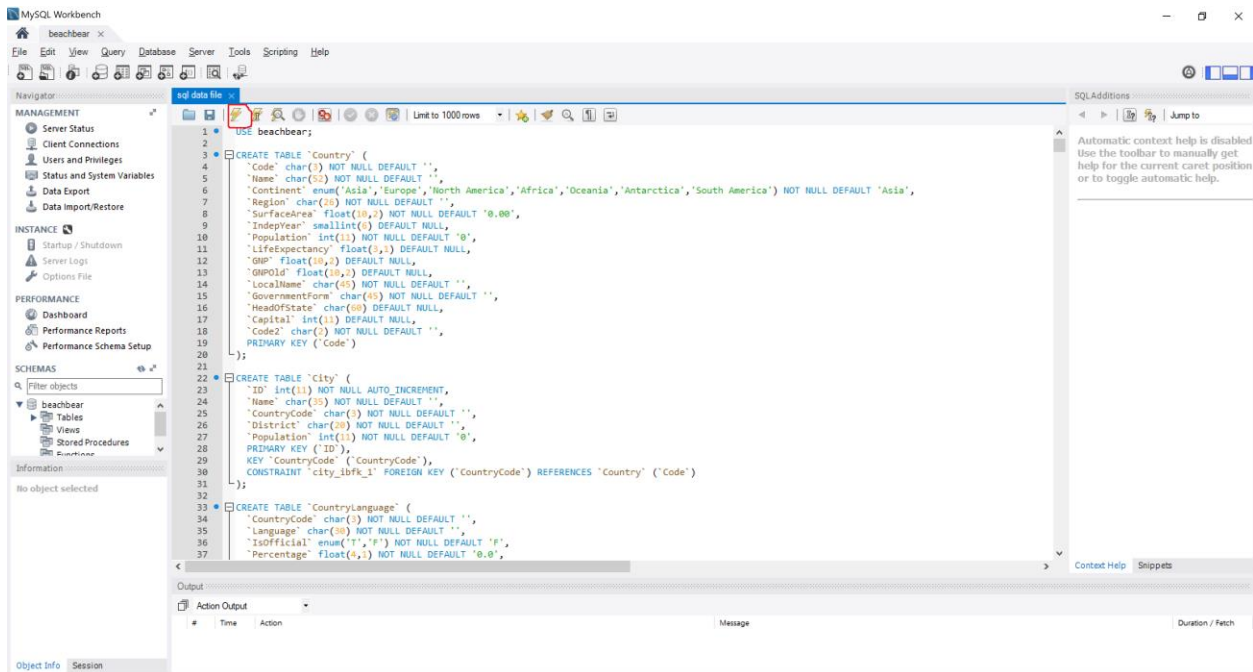 MySQL Workbench
beachbear
File Edit View Query Database Server Tools Scripting Help
Navigator
MANAGEMENT
Server Status
Client Connections
Users and Privileges
Status and System Variables
Data Export
Data Import/Restore
INSTANCE
Startup / Shutdown
Server Logs
Options File
PERFORMANCE
Dashboard
Performance Reports
Performance Schema Setup
SCHEMAS
Filter objects
beachbear
Tables
Views
Stored Procedures
Functions
Information
No object selected
Object Info Session
sql data file
Limit to 1000 rows
1 USE beachbear;
2
3 CREATE TABLE `Country` (
4 `Code` char(3) NOT NULL DEFAULT '',
5 `Name` char(52) NOT NULL DEFAULT '',
6 `Continent` enum('Asia','Europe','North America','Africa','Oceania','Antarctica','South America') NOT NULL DEFAULT 'Asia',
7 `Region` char(26) NOT NULL DEFAULT '',
8 `SurfaceArea` float(10,2) NOT NULL DEFAULT '0.00',
9 `IndepYear` smallint(6) DEFAULT NULL,
10 `Population` int(11) NOT NULL DEFAULT '0',
11 `LifeExpectancy` float(3,1) DEFAULT NULL,
12 `GNP` float(10,2) DEFAULT NULL,
13 `GNPOld` float(10,2) DEFAULT NULL,
14 `LocalName` char(45) NOT NULL DEFAULT '',
15 `GovernmentForm` char(45) NOT NULL DEFAULT '',
16 `HeadOfState` char(60) DEFAULT NULL,
17 `Capital` int(11) DEFAULT NULL,
18 `Code2` char(2) NOT NULL DEFAULT '',
19 PRIMARY KEY (`Code`)
20 );
21
22 CREATE TABLE `City` (
23 `ID` int(11) NOT NULL AUTO_INCREMENT,
24 `Name` char(35) NOT NULL DEFAULT '',
25 `CountryCode` char(3) NOT NULL DEFAULT '',
26 `District` char(20) NOT NULL DEFAULT '',
27 `Population` int(11) NOT NULL DEFAULT '0',
28 PRIMARY KEY (`ID`),
29 KEY `CountryCode` (`CountryCode`),
30 CONSTRAINT `city_ibfk_1` FOREIGN KEY (`CountryCode`) REFERENCES `Country` (`Code`)
31 );
32
33 CREATE TABLE `CountryLanguage` (
34 `CountryCode` char(3) NOT NULL DEFAULT '',
35 `Language` char(30) NOT NULL DEFAULT '',
36 `IsOfficial` enum('T','F') NOT NULL DEFAULT 'F',
37 `Percentage` float(4,1) NOT NULL DEFAULT '0.0',
Output
Action Output
# Time Action Message Duration / Fetch
SQLAdditions
Jump to
Automatic context help is disabled
Use the toolbar to manually get
help for the current caret position
or to toggle automatic help.
Context Help Snippets